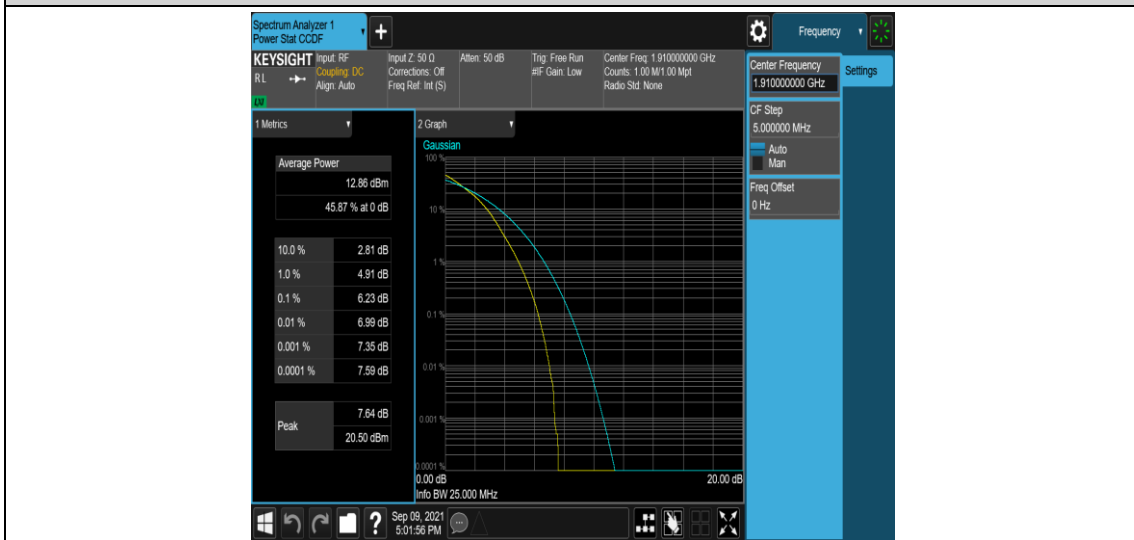 Spectrum Analyzer 1
Power Stat CCDF
+
Frequency
KEYSIGHT
RL
LXI
Input: RF
Coupling: DC
Align: Auto
Input Z: 50 Ω
Corrections: Off
Freq Ref: Int (S)
Atten: 50 dB
Trig: Free Run
#IF Gain: Low
Center Freq: 1.910000000 GHz
Counts: 1.00 M/1.00 Mpt
Radio Std: None
Center Frequency
1.910000000 GHz
Settings
CF Step
5.000000 MHz
Auto
Man
Freq Offset
0 Hz
1 Metrics
Average Power
12.86 dBm
45.87 % at 0 dB
10.0 % 2.81 dB
1.0 % 4.91 dB
0.1 % 6.23 dB
0.01 % 6.99 dB
0.001 % 7.35 dB
0.0001 % 7.59 dB
Peak 7.64 dB
20.50 dBm
2 Graph
Gaussian
100 %
10 %
1 %
0.1 %
0.01 %
0.001 %
0.0001 %
0.00 dB 20.00 dB
Info BW 25.000 MHz
?
Sep 09, 2021
5:01:56 PM